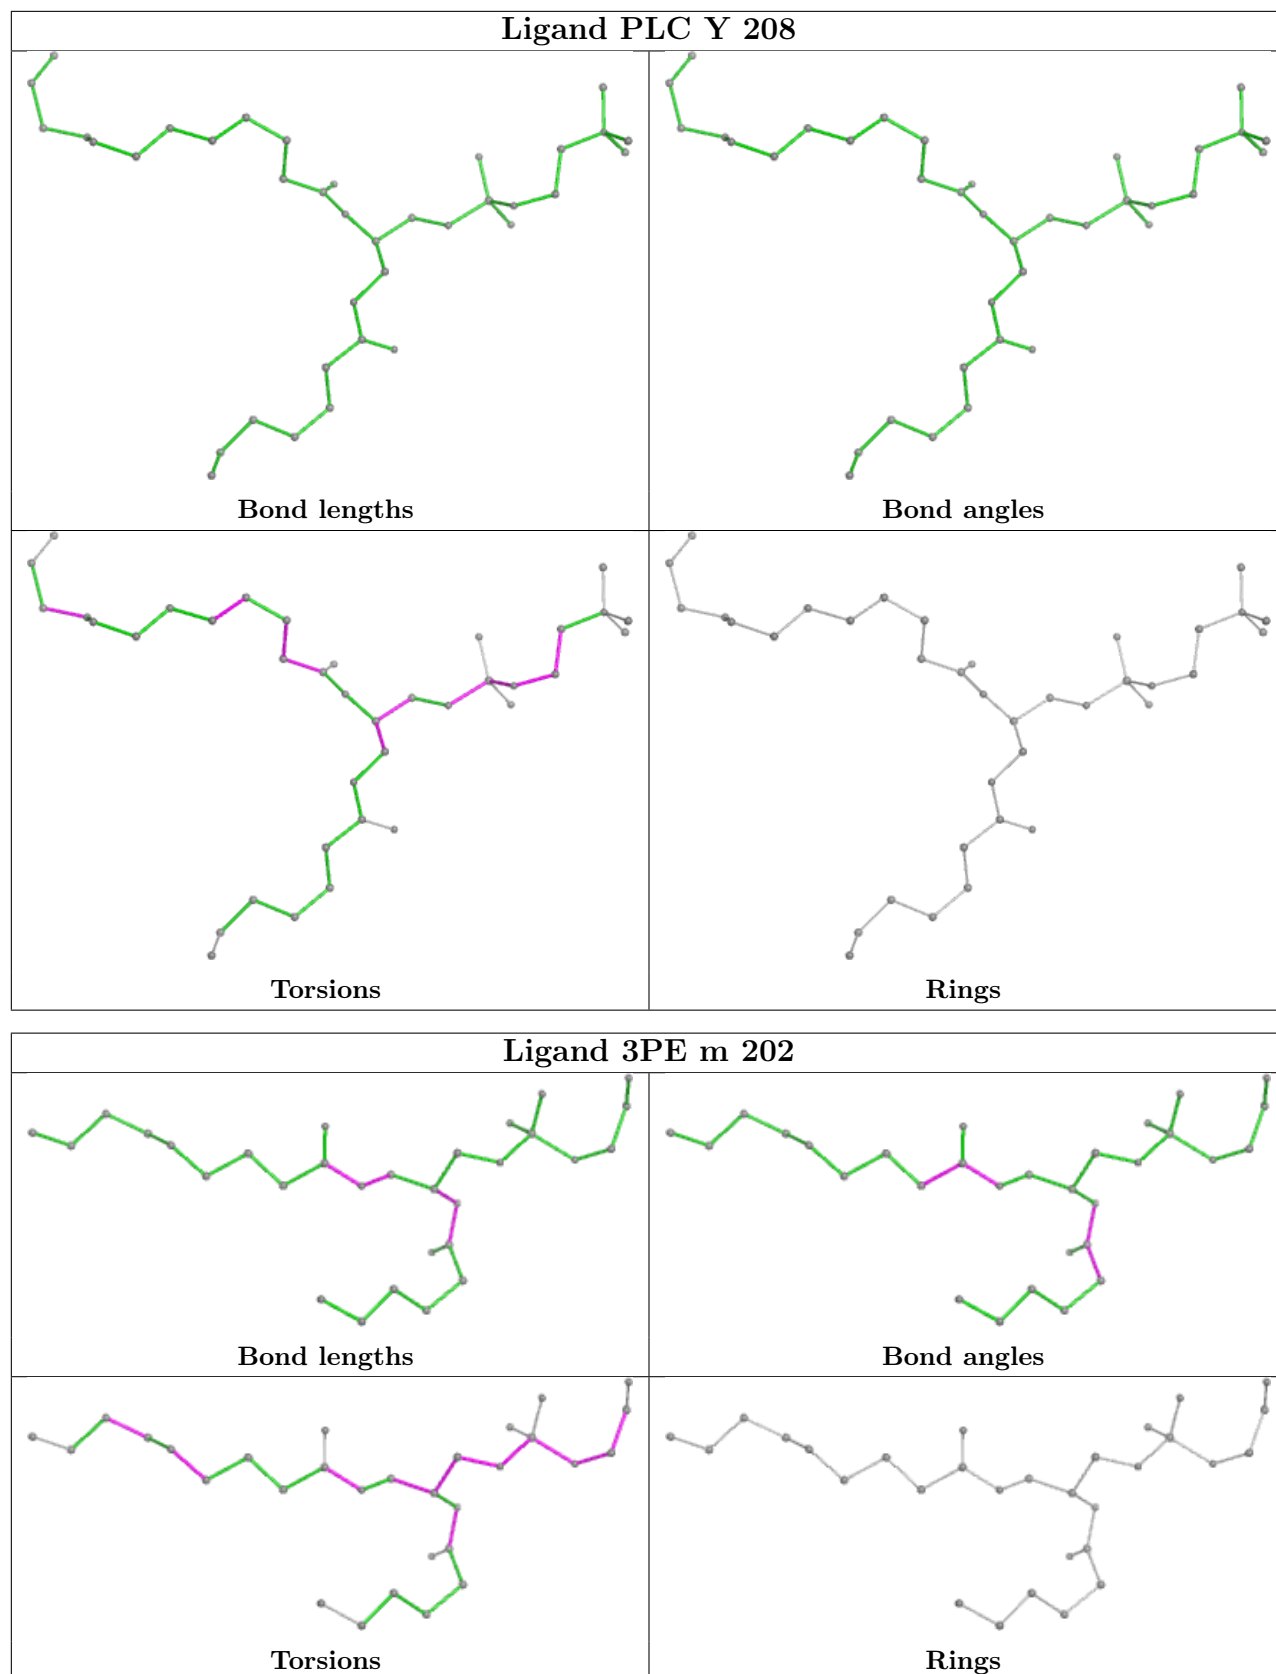 Ligand PLC Y 208
Bond lengths
Bond angles
Torsions
Rings
Ligand 3PE m 202
Bond lengths
Bond angles
Torsions
Rings